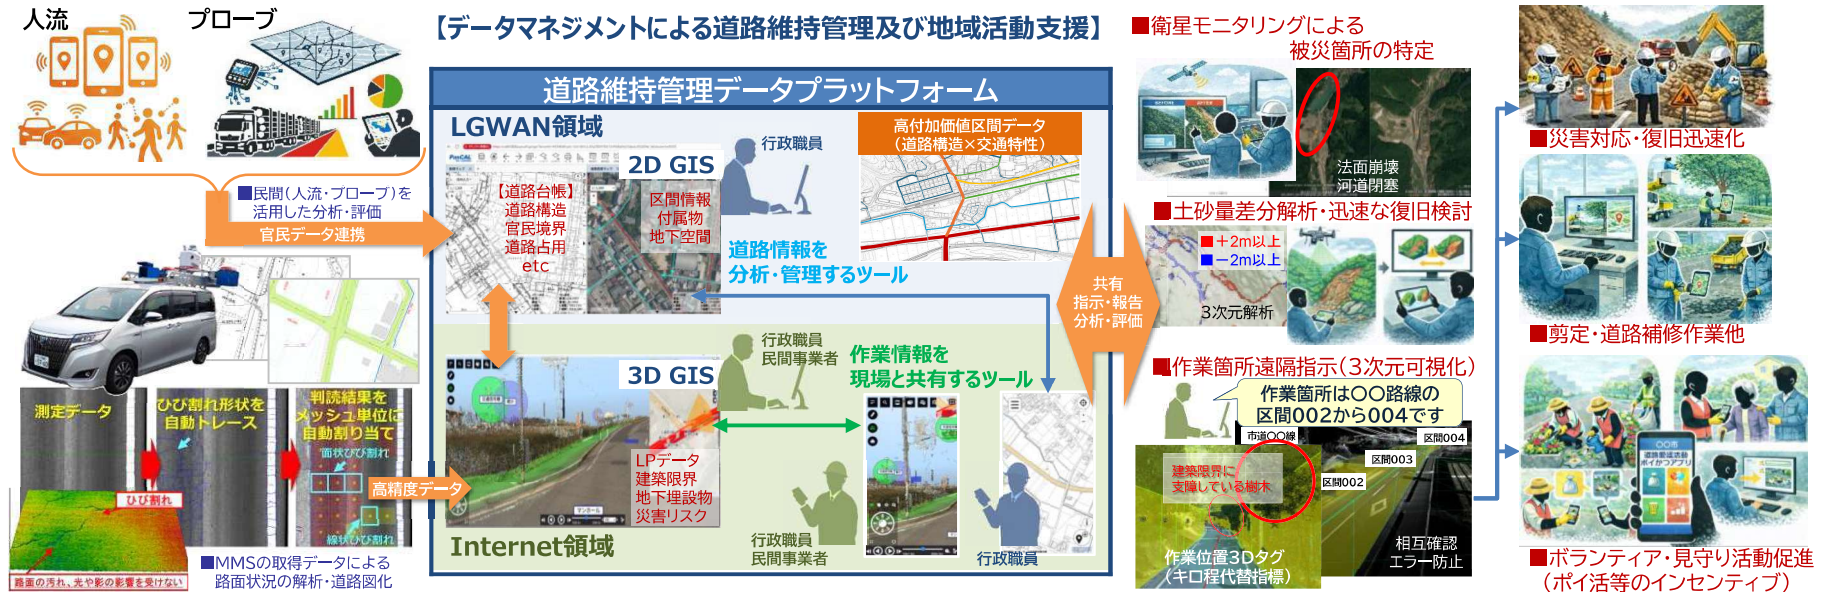 人流
プローブ
【データマネジメントによる道路維持管理及び地域活動支援】
■民間（人流・プローブ）を
活用した分析・評価
官民データ連携
測定データ
ひび割れ形状を
自動トレース
判読結果を
メッシュ単位に
自動割り当て
面状ひび割れ
線状ひび割れ
ひび割れ
路面の汚れ、光や影の影響を受けない
高精度データ
■MMSの取得データによる
路面状況の解析・道路図化
道路維持管理データプラットフォーム
LGWAN領域
2D GIS
【道路台帳】
道路構造
官民境界
道路占用
etc
区間情報
付属物
地下空間
行政職員
高付加価値区間データ
（道路構造×交通特性）
道路情報を
分析・管理するツール
3D GIS
LPデータ
建築限界
地下埋設物
災害リスク
マンホール
行政職員
民間事業者
作業情報を
現場と共有するツール
行政職員
民間事業者
行政職員
Internet領域
共有
指示・報告
分析・評価
■衛星モニタリングによる
被災箇所の特定
BEFORE
AFTER
法面崩壊
河道閉塞
■土砂量差分解析・迅速な復旧検討
■＋2m以上
■－2m以上
3次元解析
■作業箇所遠隔指示（3次元可視化）
作業箇所は〇〇路線の
区間002から004です
市道〇〇線
区間004
区間003
区間002
建築限界に
支障している樹木
作業位置3Dタグ
（キロ程代替指標）
相互確認
エラー防止
■災害対応・復旧迅速化
■剪定・道路補修作業他
〇〇市
道路愛護活動
ポイかつアプリ
■ボランティア・見守り活動促進
（ポイ活等のインセンティブ）